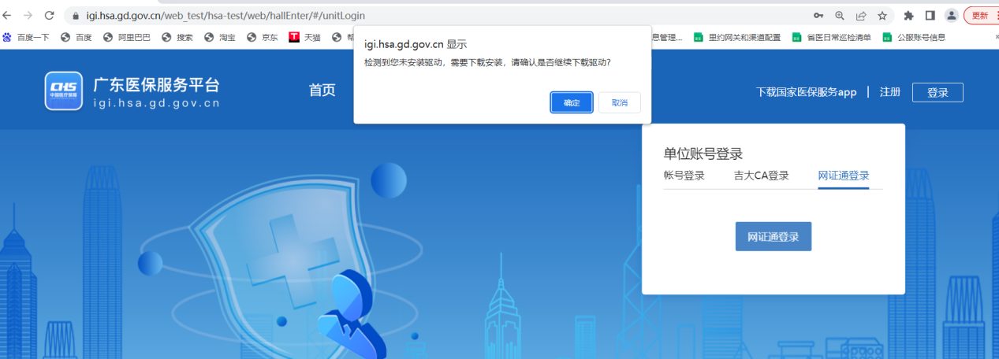 igi.hsa.gd.gov.cn/web_test/hsa-test/web/hallEnter/#/unitLogin
更新
百度一下 百度 阿里巴巴 搜索 淘宝 京东 T 天猫
息管理... 里约网关和渠道配置 省医日常巡检清单 公服账号信息 »
igi.hsa.gd.gov.cn 显示
检测到您未安装驱动，需要下载安装，请确认是否继续下载驱动？
确定 取消
CHS
中国医疗保障
广东医保服务平台
igi.hsa.gd.gov.cn
首页
下载国家医保服务app | 注册 登录
单位账号登录
帐号登录 吉大CA登录 网证通登录
网证通登录